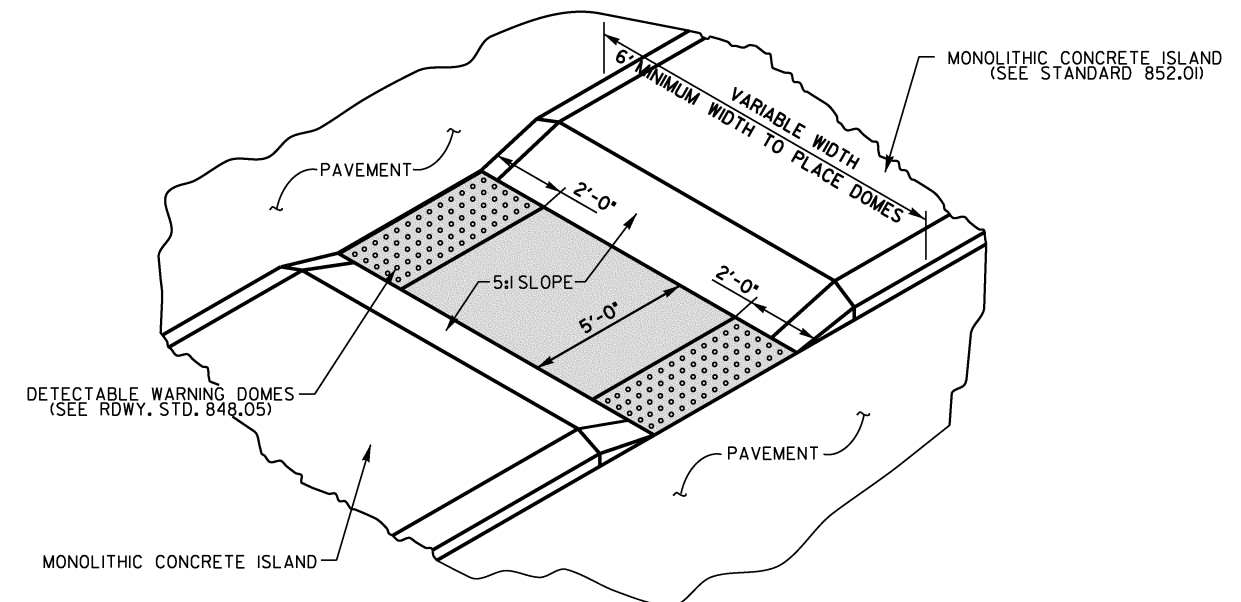 MONOLITHIC CONCRETE ISLAND
(SEE STANDARD 852.01)
VARIABLE WIDTH
6' MINIMUM WIDTH TO PLACE DOMES
PAVEMENT
2'-0"
5:1 SLOPE
2'-0"
5'-0"
DETECTABLE WARNING DOMES
(SEE RDWY. STD. 848.05)
PAVEMENT
MONOLITHIC CONCRETE ISLAND